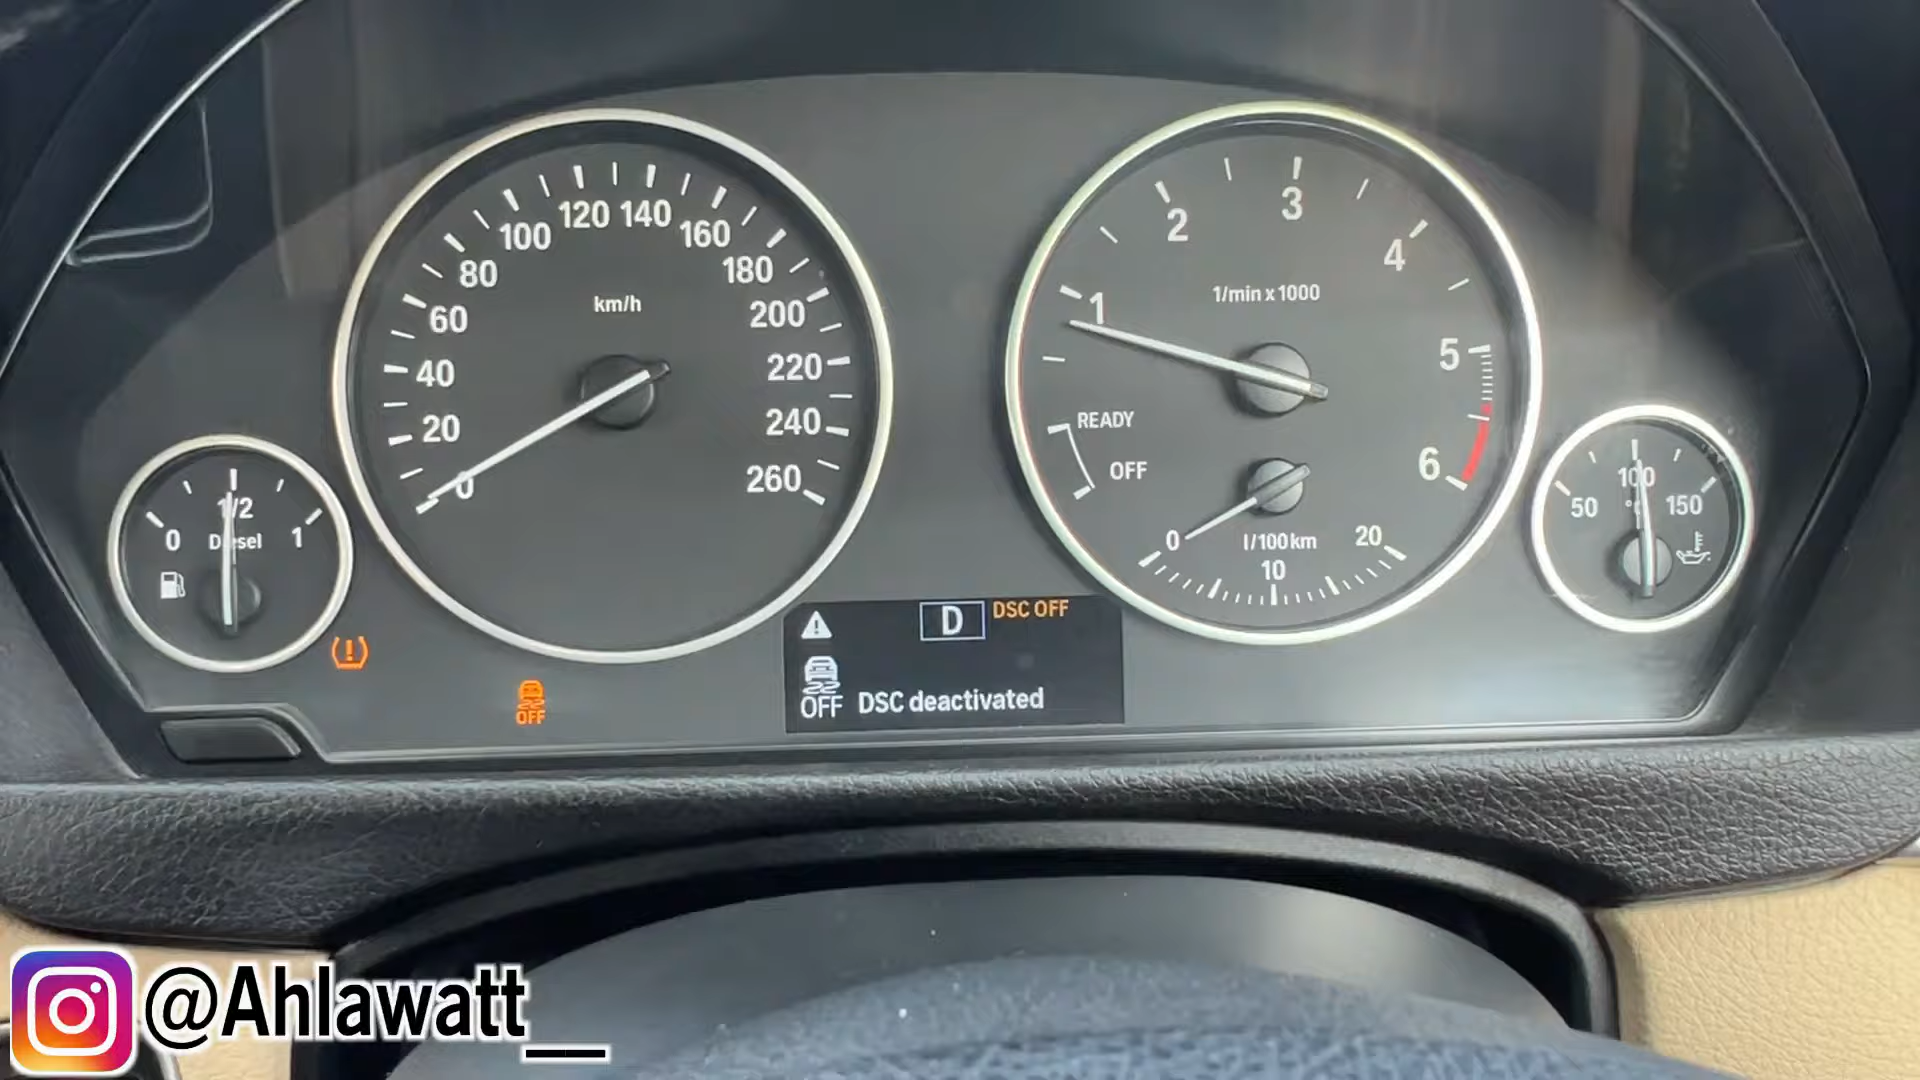 0
20
40
60
80
100
120
140
160
180
200
220
240
260
km/h
0
1/2
1
Diesel
1
2
3
4
5
6
1/min x 1000
READY
OFF
0
10
20
l/100km
50
100
150
°C
D
DSC OFF
OFF DSC deactivated
OFF
@Ahlawatt__